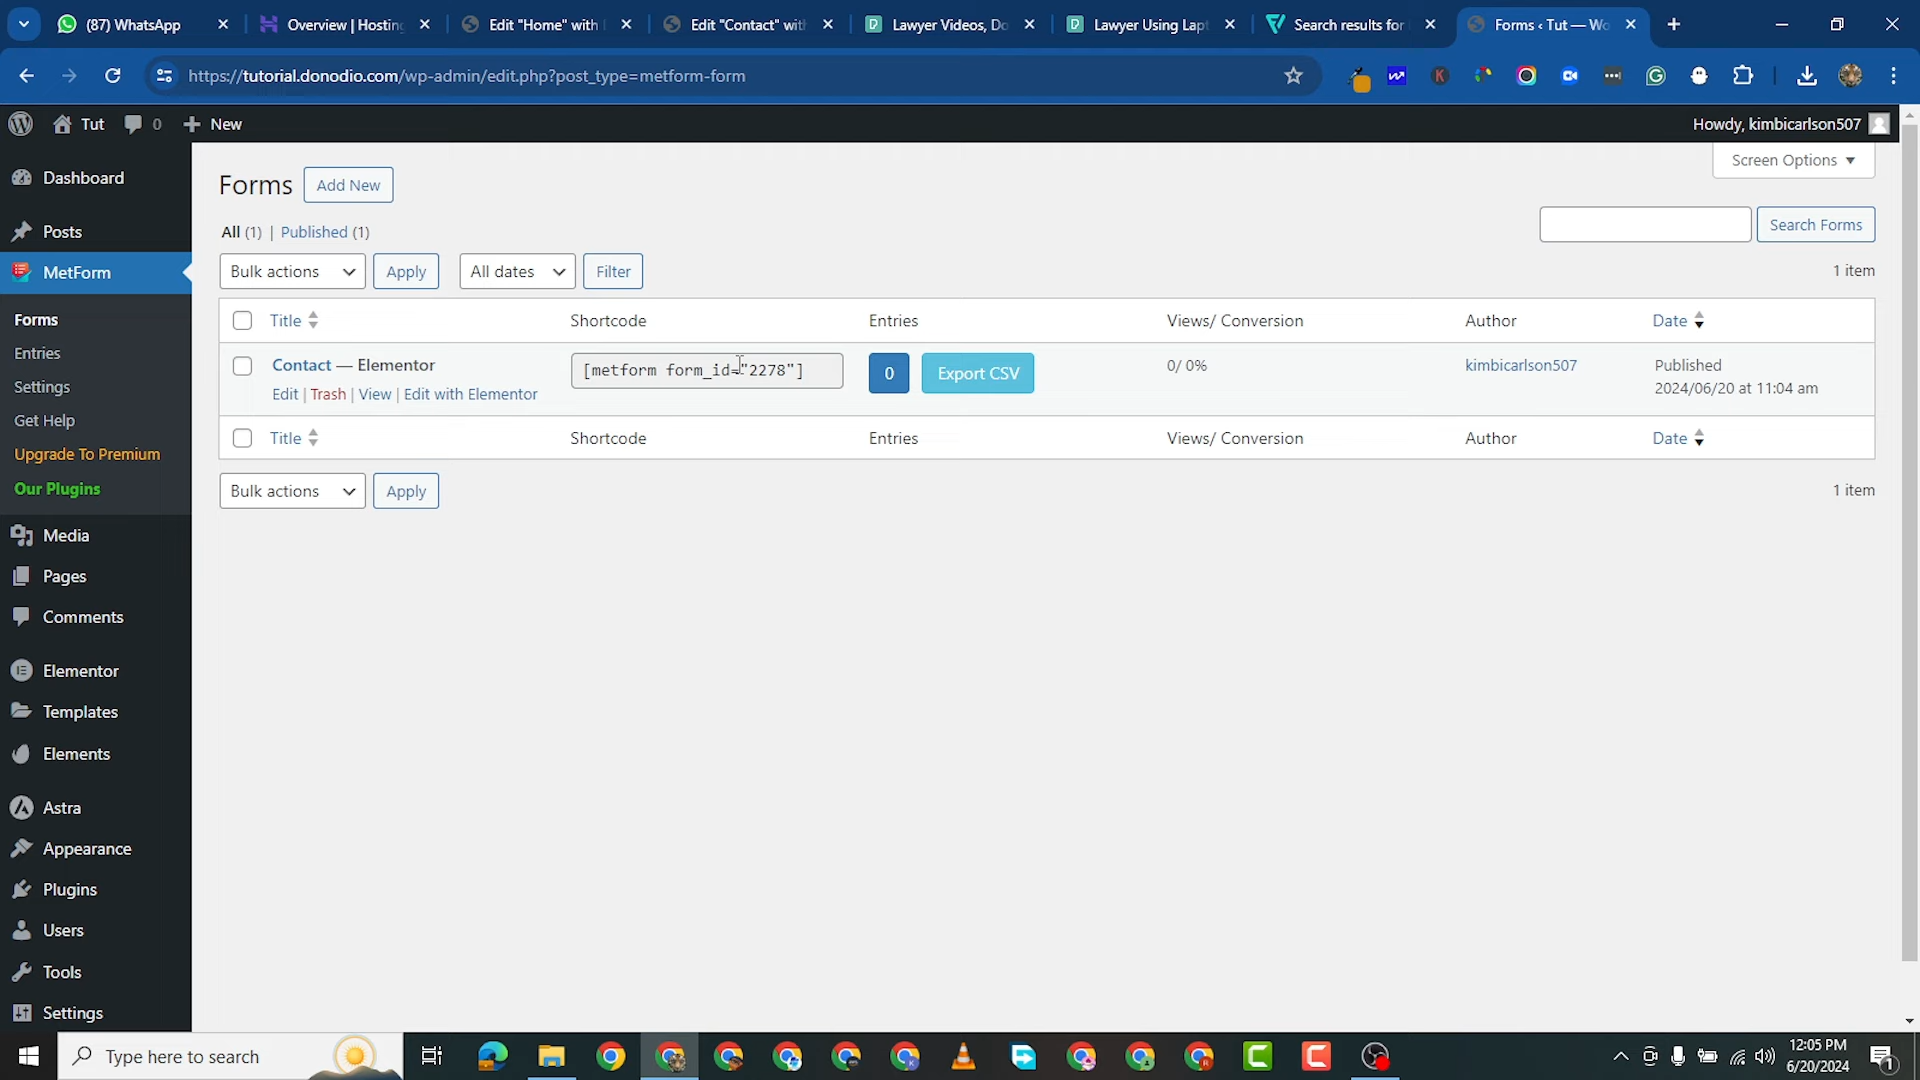 (87) WhatsApp
Overview | Hosting
Edit "Home" with
Edit "Contact" with
Lawyer Videos, Do
Lawyer Using Lapt
Search results for
Forms ‹ Tut — Wo
https://tutorial.donodio.com/wp-admin/edit.php?post_type=metform-form
Tut
0
New
Howdy, kimbicarlson507
Dashboard
Posts
MetForm
Forms
Entries
Settings
Get Help
Upgrade To Premium
Our Plugins
Media
Pages
Comments
Elementor
Templates
Elements
Astra
Appearance
Plugins
Users
Tools
Settings
Screen Options
Forms
Add New
All (1) | Published (1)
Search Forms
Bulk actions
Apply
All dates
Filter
1 item
Title
Shortcode
Entries
Views/ Conversion
Author
Date
Contact — Elementor
Edit | Trash | View | Edit with Elementor
[metform form_id="2278"]
0
Export CSV
0/ 0%
kimbicarlson507
Published
2024/06/20 at 11:04 am
Title
Shortcode
Entries
Views/ Conversion
Author
Date
Bulk actions
Apply
1 item
Type here to search
12:05 PM
6/20/2024
1